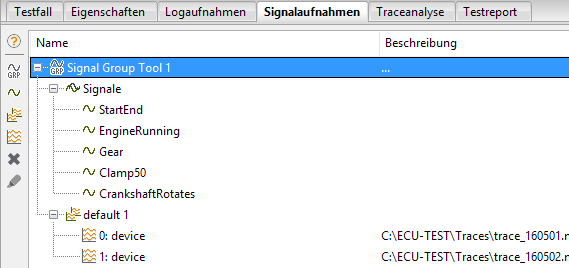 Testfall Eigenschaften Logaufnahmen Signalaufnahmen Traceanalyse Testreport
Name Beschreibung
GRP Signal Group Tool 1 ...
GRP
Signale
StartEnd
EngineRunning
Gear
Clamp50
CrankshaftRotates
default 1
0: device C:\ECU-TEST\Traces\trace_160501.n
1: device C:\ECU-TEST\Traces\trace_160502.n